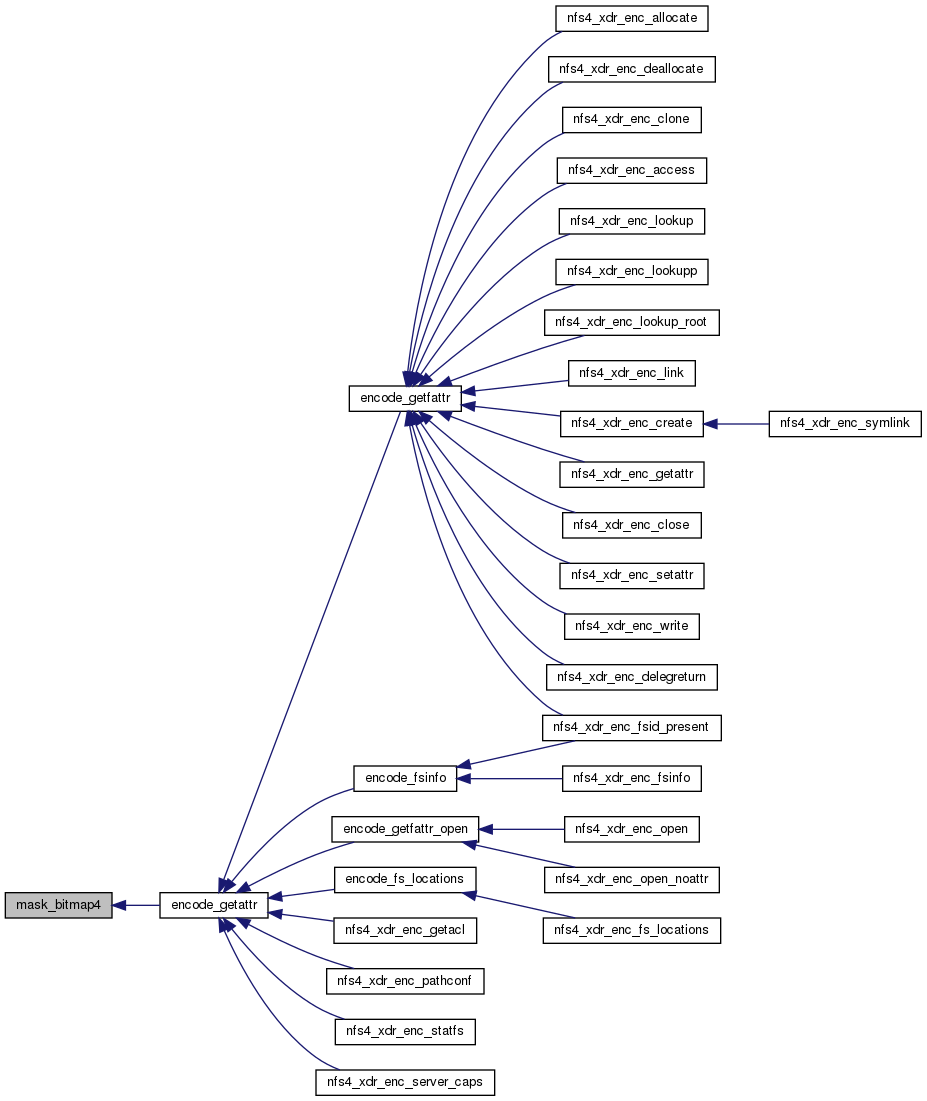 nfs4_xdr_enc_allocate
nfs4_xdr_enc_deallocate
nfs4_xdr_enc_clone
nfs4_xdr_enc_access
nfs4_xdr_enc_lookup
nfs4_xdr_enc_lookupp
nfs4_xdr_enc_lookup_root
nfs4_xdr_enc_link
encode_getfattr
nfs4_xdr_enc_create
nfs4_xdr_enc_symlink
nfs4_xdr_enc_getattr
nfs4_xdr_enc_close
nfs4_xdr_enc_setattr
nfs4_xdr_enc_write
nfs4_xdr_enc_delegreturn
nfs4_xdr_enc_fsid_present
encode_fsinfo
nfs4_xdr_enc_fsinfo
encode_getfattr_open
nfs4_xdr_enc_open
encode_fs_locations
nfs4_xdr_enc_open_noattr
mask_bitmap4
encode_getattr
nfs4_xdr_enc_getacl
nfs4_xdr_enc_fs_locations
nfs4_xdr_enc_pathconf
nfs4_xdr_enc_statfs
nfs4_xdr_enc_server_caps